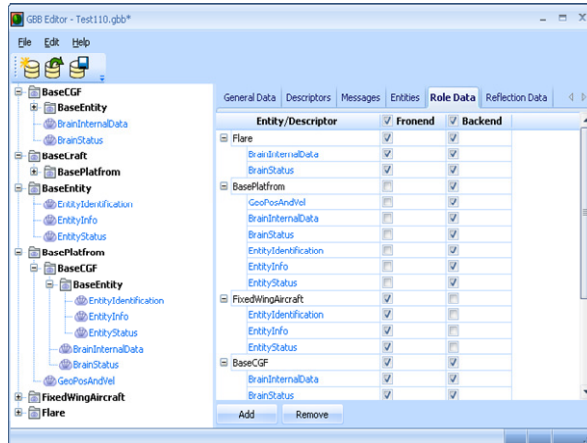 GBB Editor - Test110.gbb*
File Edit Help
BaseCGF
BaseEntity
BrainInternalData
BrainStatus
BaseCraft
BasePlatfrom
BaseEntity
EntityIdentification
EntityInfo
EntityStatus
BasePlatfrom
BaseCGF
BaseEntity
EntityIdentification
EntityInfo
EntityStatus
BrainInternalData
BrainStatus
GeoPosAndVel
FixedWingAircraft
Flare
General Data Descriptors Messages Entities Role Data Reflection Data
Entity/Descriptor Fronend Backend
Flare
BrainInternalData
BrainStatus
BasePlatfrom
GeoPosAndVel
BrainInternalData
BrainStatus
EntityIdentification
EntityInfo
EntityStatus
FixedWingAircraft
EntityIdentification
EntityInfo
EntityStatus
BaseCGF
BrainInternalData
BrainStatus
Add Remove